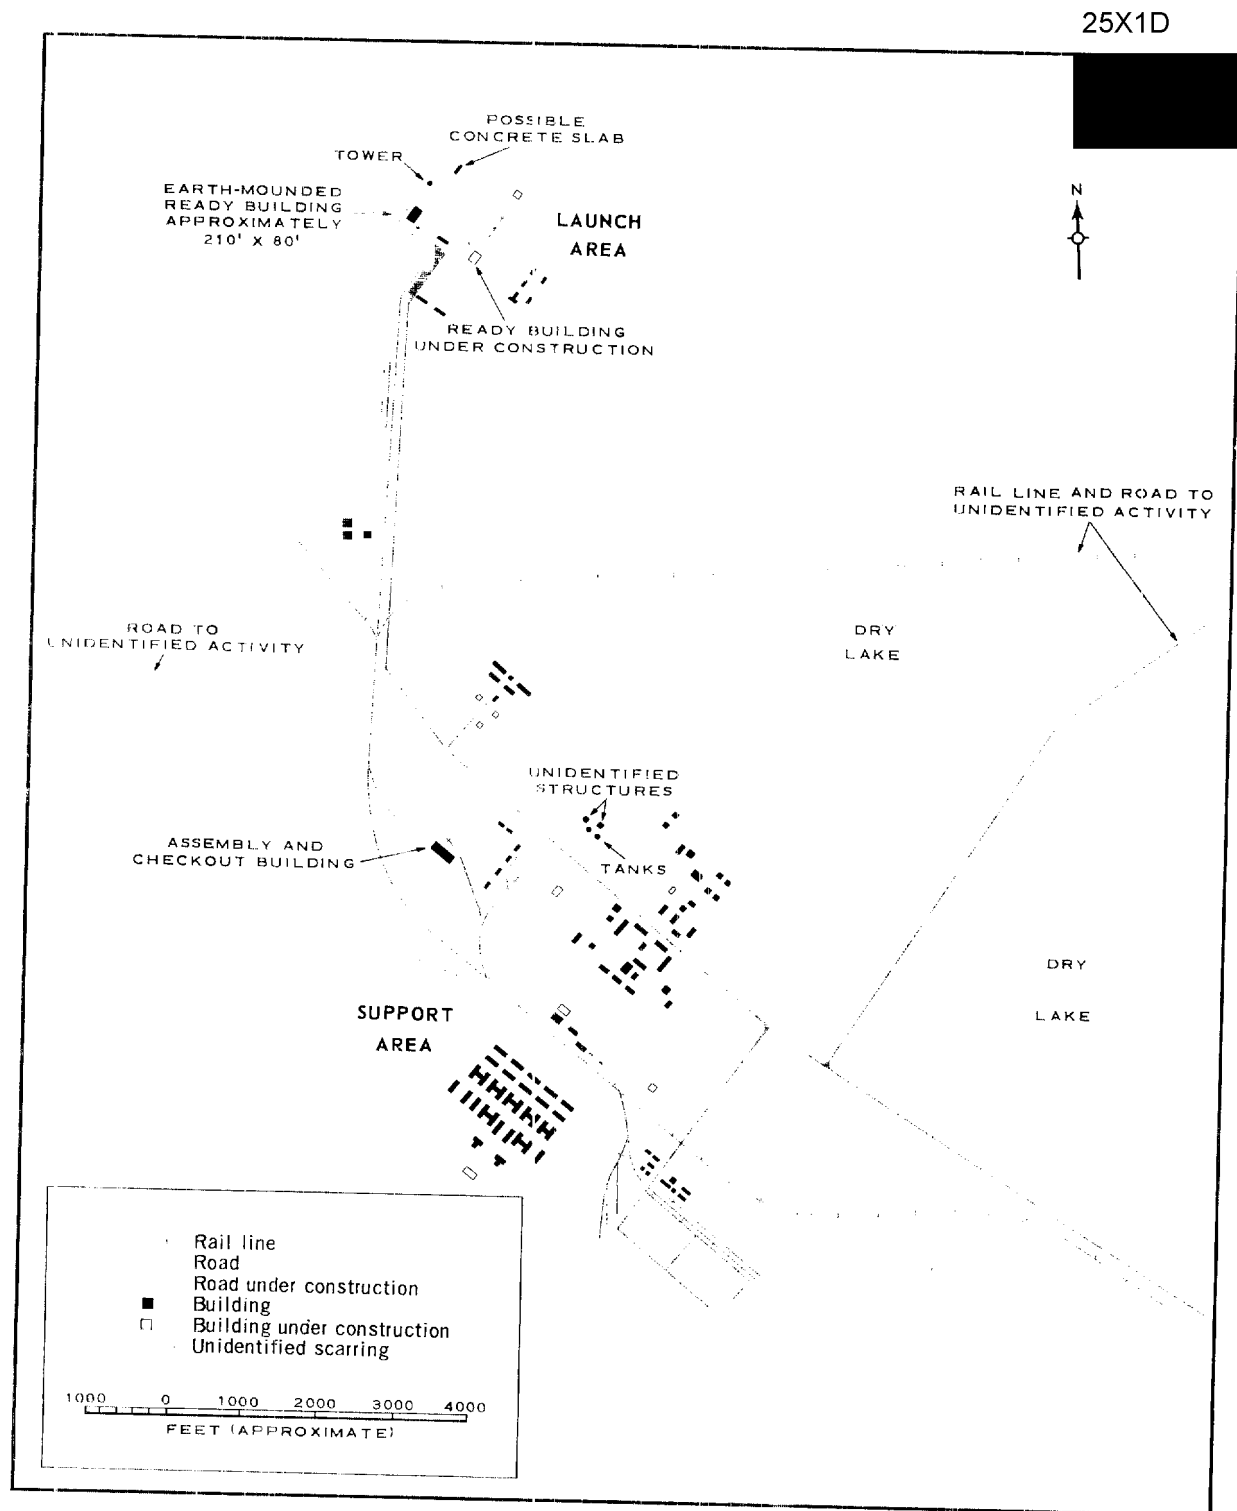 25X1D
POSSIBLE
CONCRETE SLAB
TOWER
EARTH-MOUNDED
READY BUILDING
APPROXIMATELY
210' X 80'
N
LAUNCH
AREA
READY BUILDING
UNDER CONSTRUCTION
RAIL LINE AND ROAD TO
UNIDENTIFIED ACTIVITY
ROAD TO
UNIDENTIFIED ACTIVITY
DRY
LAKE
UNIDENTIFIED
STRUCTURES
ASSEMBLY AND
CHECKOUT BUILDING
TANKS
DRY
LAKE
SUPPORT
AREA
Rail line
Road
Road under construction
Building
Building under construction
Unidentified scarring
1000 0 1000 2000 3000 4000
FEET (APPROXIMATE)